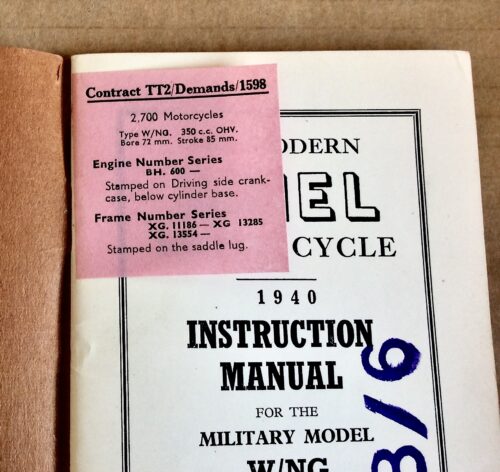 Contract TT2/Demands/1598
2,700 Motorcycles
Type W/NG. 350 c.c. OHV.
Bore 72 mm. Stroke 85 mm.
Engine Number Series
BH. 600 —
Stamped on Driving side crank-
case, below cylinder base.
Frame Number Series
XG. 11186 — XG 13285
XG. 13554 —
Stamped on the saddle lug.
ODERN
EL
CYCLE
1940
INSTRUCTION
MANUAL
FOR THE
MILITARY MODEL
W/NG
3/6